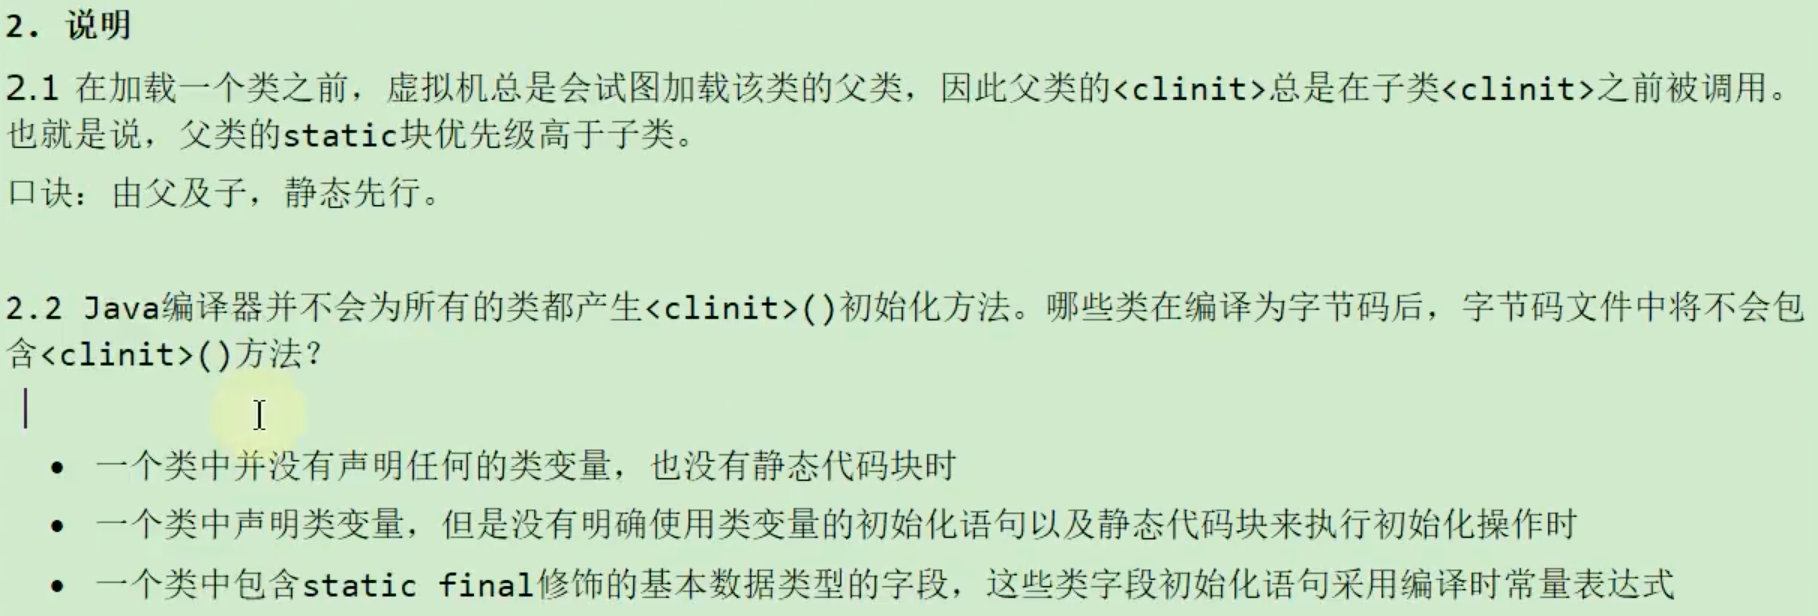 2. 说明
2.1 在加载一个类之前，虚拟机总是会试图加载该类的父类，因此父类的<clinit>总是在子类<clinit>之前被调用。
也就是说，父类的static块优先级高于子类。
口诀：由父及子，静态先行。
2.2 Java编译器并不会为所有的类都产生<clinit>()初始化方法。哪些类在编译为字节码后，字节码文件中将不会包
含<clinit>()方法？
• 一个类中并没有声明任何的类变量，也没有静态代码块时
• 一个类中声明类变量，但是没有明确使用类变量的初始化语句以及静态代码块来执行初始化操作时
• 一个类中包含static final修饰的基本数据类型的字段，这些类字段初始化语句采用编译时常量表达式